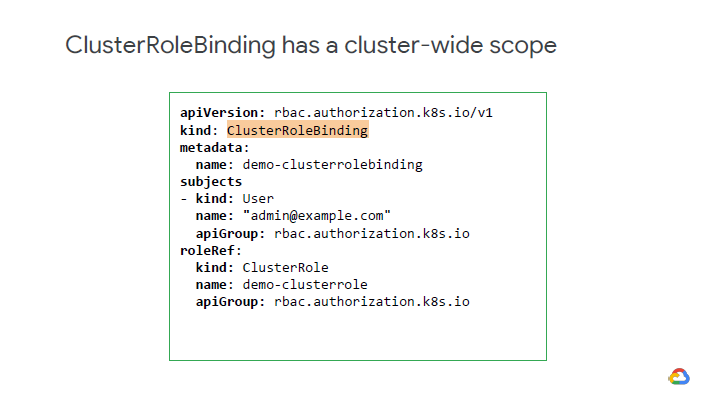 ClusterRoleBinding has a cluster-wide scope
apiVersion: rbac.authorization.k8s.io/v1
kind: ClusterRoleBinding
metadata:
  name: demo-clusterrolebinding
subjects
- kind: User
  name: "admin@example.com"
  apiGroup: rbac.authorization.k8s.io
roleRef:
  kind: ClusterRole
  name: demo-clusterrole
  apiGroup: rbac.authorization.k8s.io